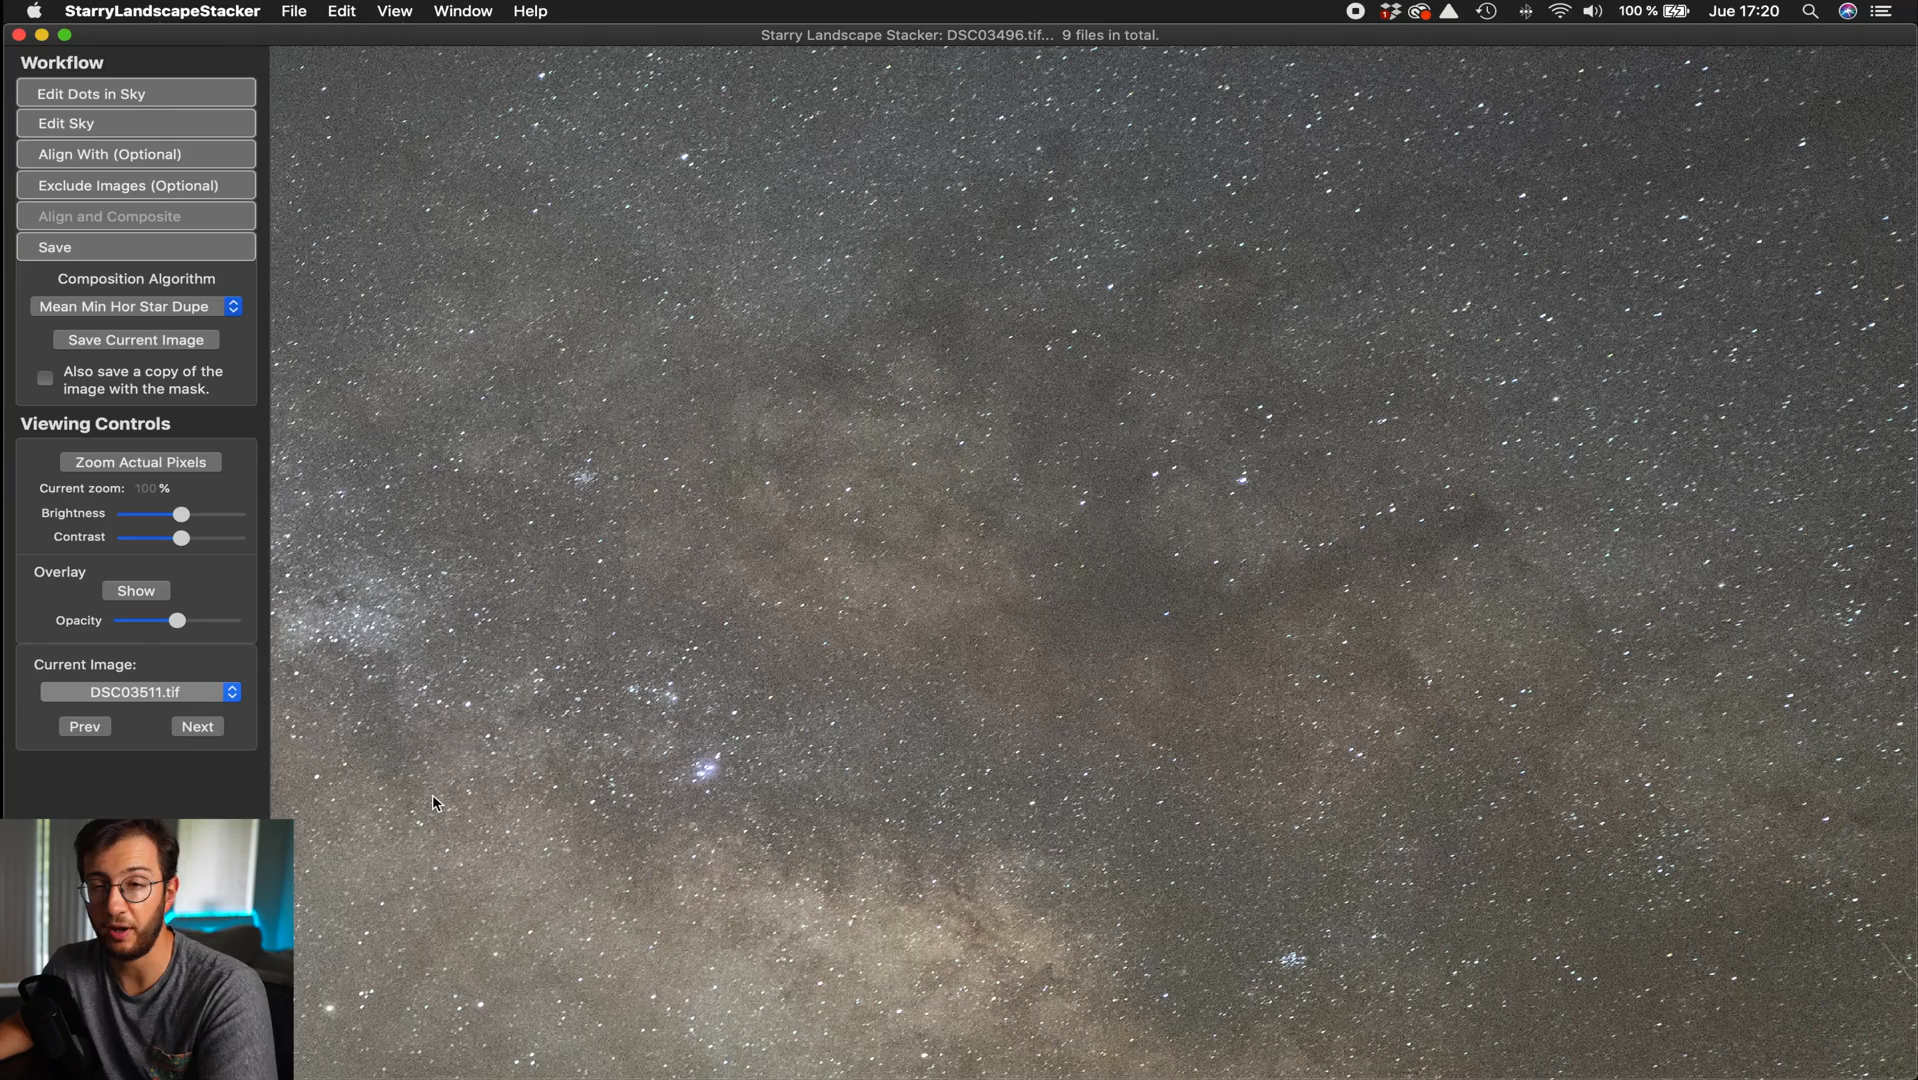 StarryLandscapeStacker File Edit View Window Help
1
100 % Jue 17:20
Starry Landscape Stacker: DSC03496.tif... 9 files in total.
Workflow
Edit Dots in Sky
Edit Sky
Align With (Optional)
Exclude Images (Optional)
Align and Composite
Save
Composition Algorithm
Mean Min Hor Star Dupe
Save Current Image
Also save a copy of the
image with the mask.
Viewing Controls
Zoom Actual Pixels
Current zoom: 100 %
Brightness
Contrast
Overlay
Show
Opacity
Current Image:
DSC03511.tif
Prev Next